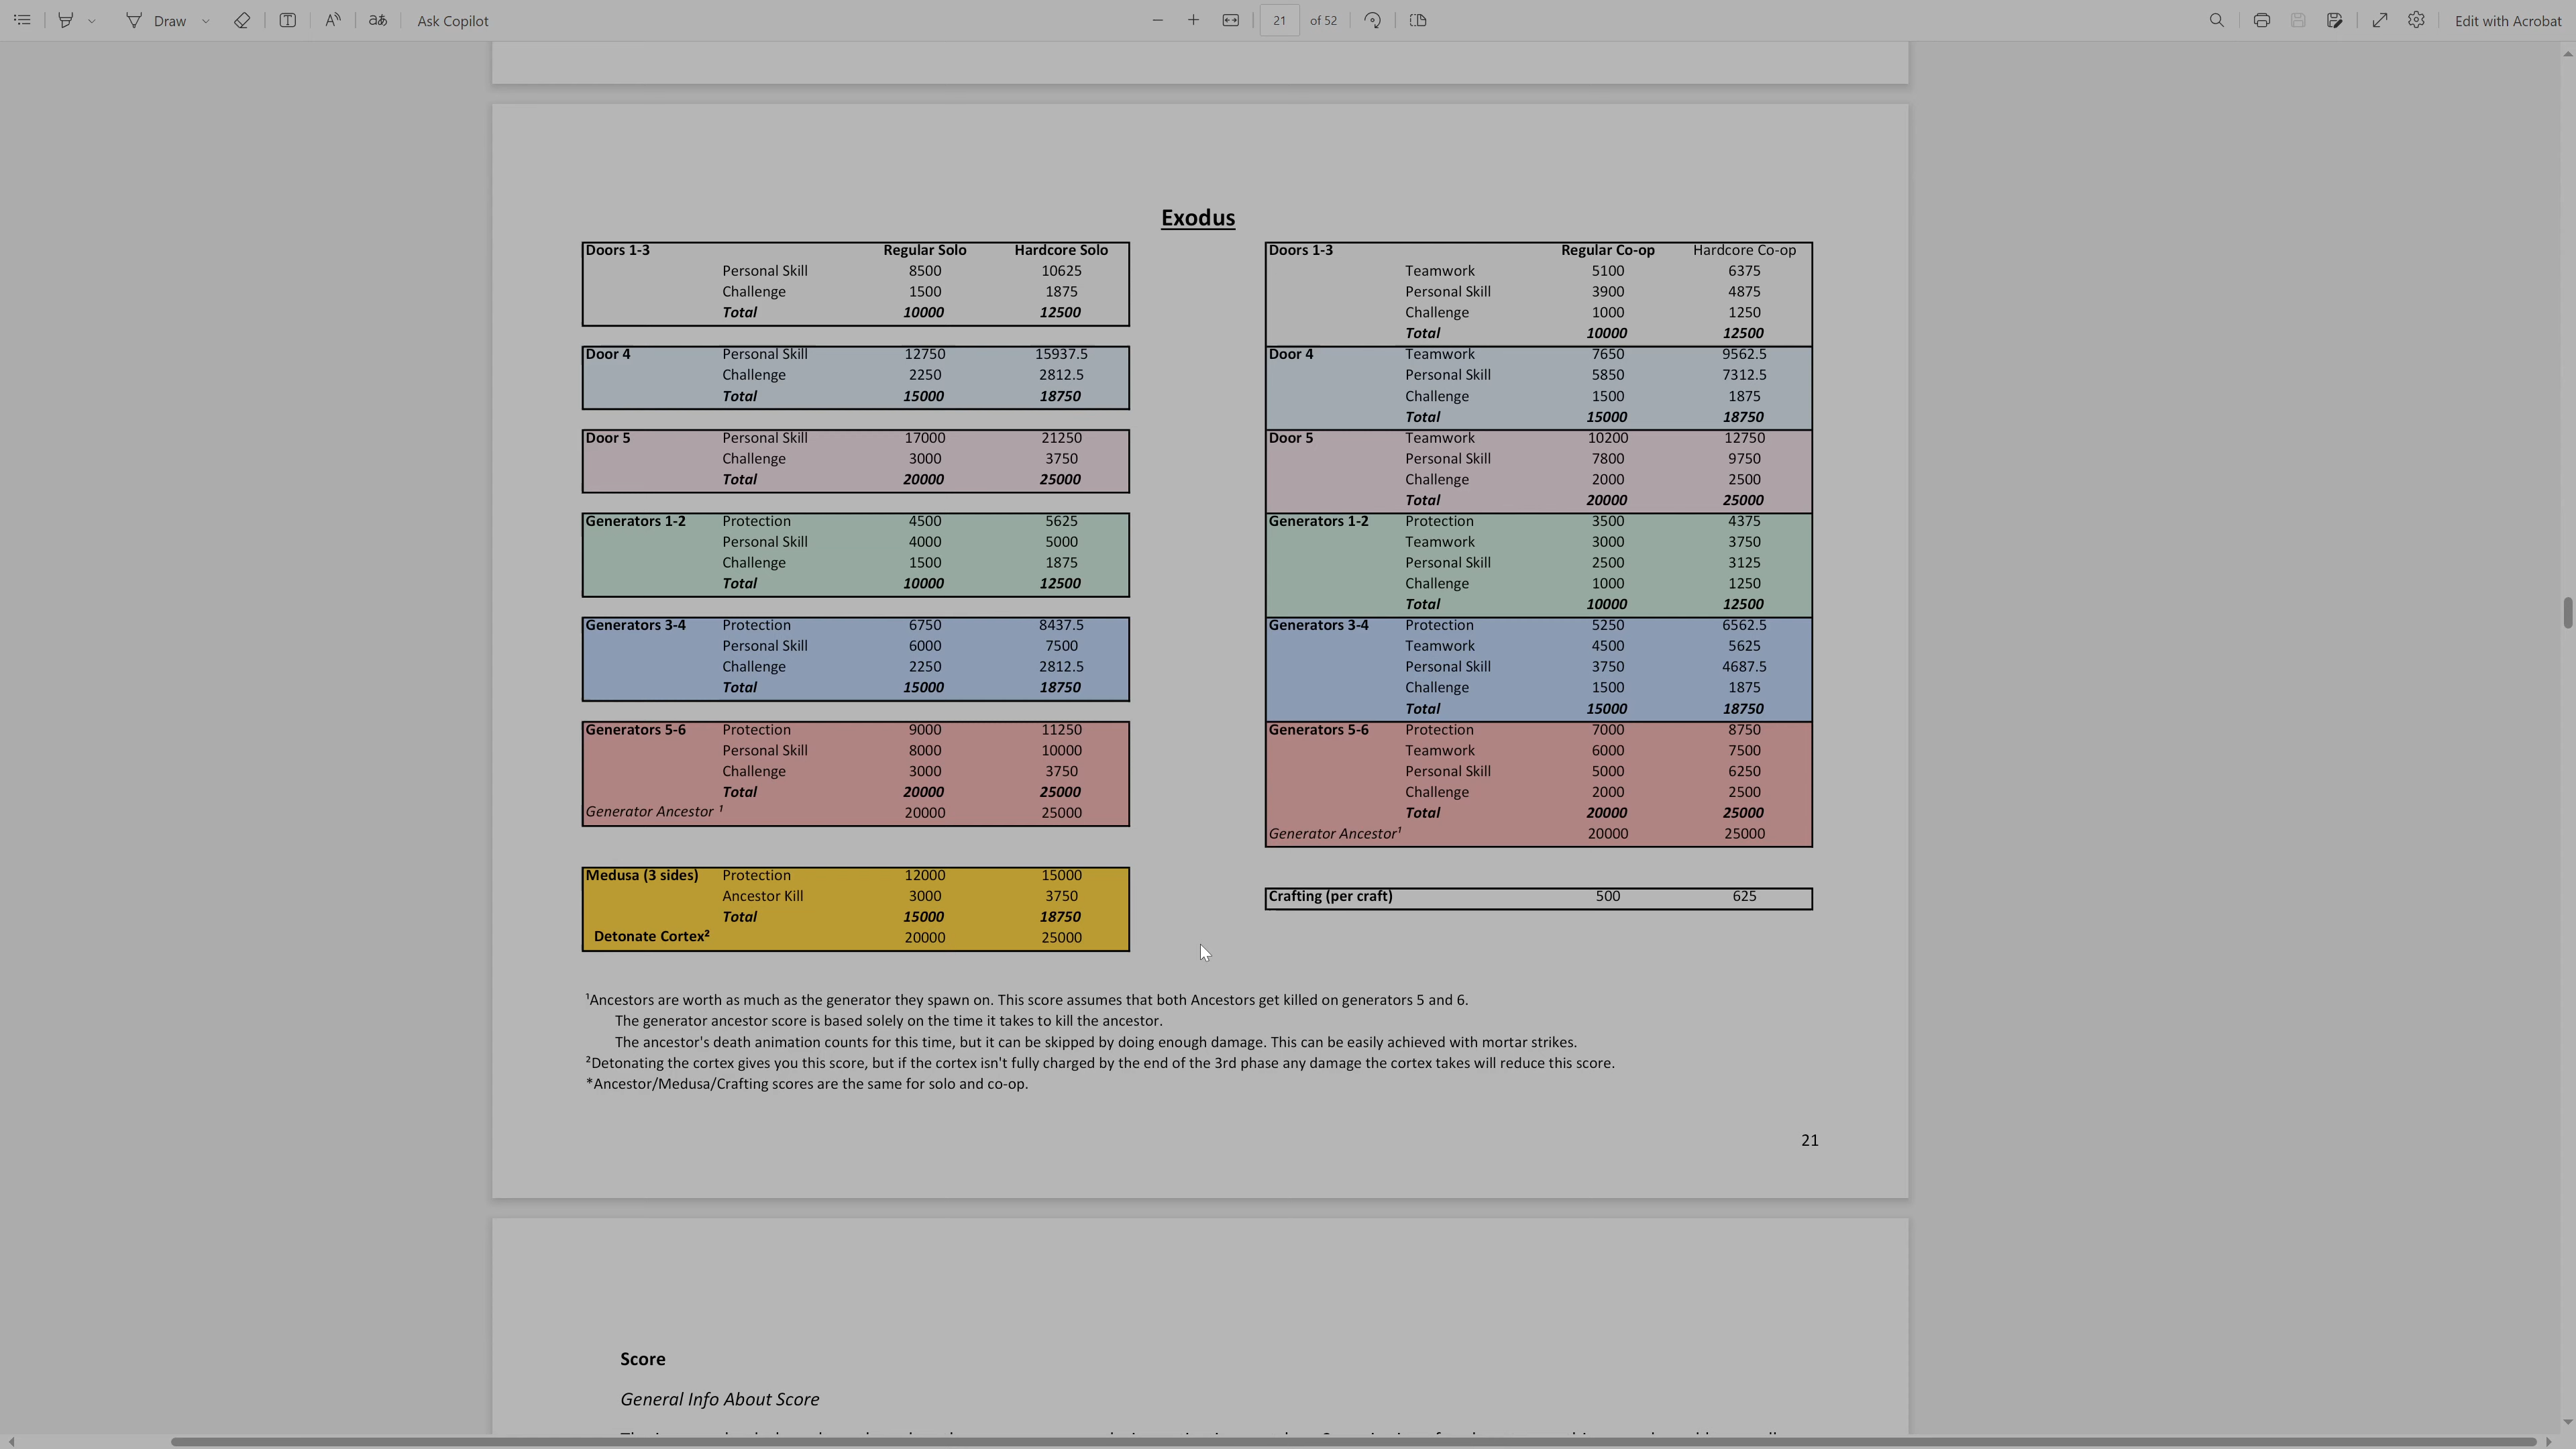 Draw Ask Copilot 21 of 52 Edit with Acrobat
Exodus
Doors 1-3 Regular Solo Hardcore Solo
Personal Skill 8500 10625
Challenge 1500 1875
Total 10000 12500
Door 4 Personal Skill 12750 15937.5
Challenge 2250 2812.5
Total 15000 18750
Door 5 Personal Skill 17000 21250
Challenge 3000 3750
Total 20000 25000
Generators 1-2 Protection 4500 5625
Personal Skill 4000 5000
Challenge 1500 1875
Total 10000 12500
Generators 3-4 Protection 6750 8437.5
Personal Skill 6000 7500
Challenge 2250 2812.5
Total 15000 18750
Generators 5-6 Protection 9000 11250
Personal Skill 8000 10000
Challenge 3000 3750
Total 20000 25000
Generator Ancestor ¹ 20000 25000
Medusa (3 sides) Protection 12000 15000
Ancestor Kill 3000 3750
Total 15000 18750
Detonate Cortex² 20000 25000
Doors 1-3 Regular Co-op Hardcore Co-op
Teamwork 5100 6375
Personal Skill 3900 4875
Challenge 1000 1250
Total 10000 12500
Door 4 Teamwork 7650 9562.5
Personal Skill 5850 7312.5
Challenge 1500 1875
Total 15000 18750
Door 5 Teamwork 10200 12750
Personal Skill 7800 9750
Challenge 2000 2500
Total 20000 25000
Generators 1-2 Protection 3500 4375
Teamwork 3000 3750
Personal Skill 2500 3125
Challenge 1000 1250
Total 10000 12500
Generators 3-4 Protection 5250 6562.5
Teamwork 4500 5625
Personal Skill 3750 4687.5
Challenge 1500 1875
Total 15000 18750
Generators 5-6 Protection 7000 8750
Teamwork 6000 7500
Personal Skill 5000 6250
Challenge 2000 2500
Total 20000 25000
Generator Ancestor¹ 20000 25000
Crafting (per craft) 500 625
¹Ancestors are worth as much as the generator they spawn on. This score assumes that both Ancestors get killed on generators 5 and 6.
The generator ancestor score is based solely on the time it takes to kill the ancestor.
The ancestor's death animation counts for this time, but it can be skipped by doing enough damage. This can be easily achieved with mortar strikes.
²Detonating the cortex gives you this score, but if the cortex isn't fully charged by the end of the 3rd phase any damage the cortex takes will reduce this score.
*Ancestor/Medusa/Crafting scores are the same for solo and co-op.
21
Score
General Info About Score